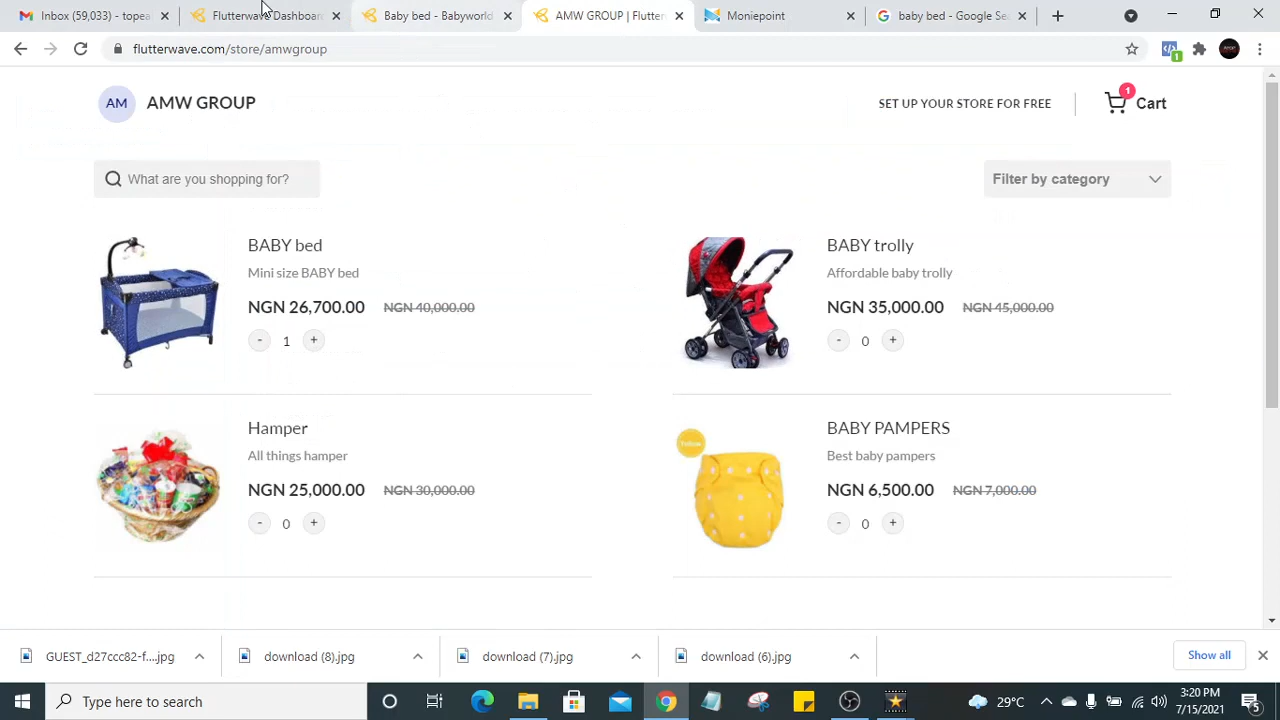 Inbox (59,033) - topea
Flutterwave Dashboard
Baby bed - Babyworld
AMW GROUP | Flutter
Moniepoint
baby bed - Google Se
flutterwave.com/store/amwgroup
1
AM AMW GROUP
SET UP YOUR STORE FOR FREE
1
Cart
What are you shopping for?
Filter by category
BABY bed
Mini size BABY bed
NGN 26,700.00 NGN 40,000.00
- 1 +
BABY trolly
Affordable baby trolly
NGN 35,000.00 NGN 45,000.00
- 0 +
Hamper
All things hamper
NGN 25,000.00 NGN 30,000.00
- 0 +
BABY PAMPERS
Best baby pampers
NGN 6,500.00 NGN 7,000.00
- 0 +
GUEST_d27ccc82-f....jpg
download (8).jpg
download (7).jpg
download (6).jpg
Show all
Type here to search
29°C
3:20 PM
7/15/2021
5